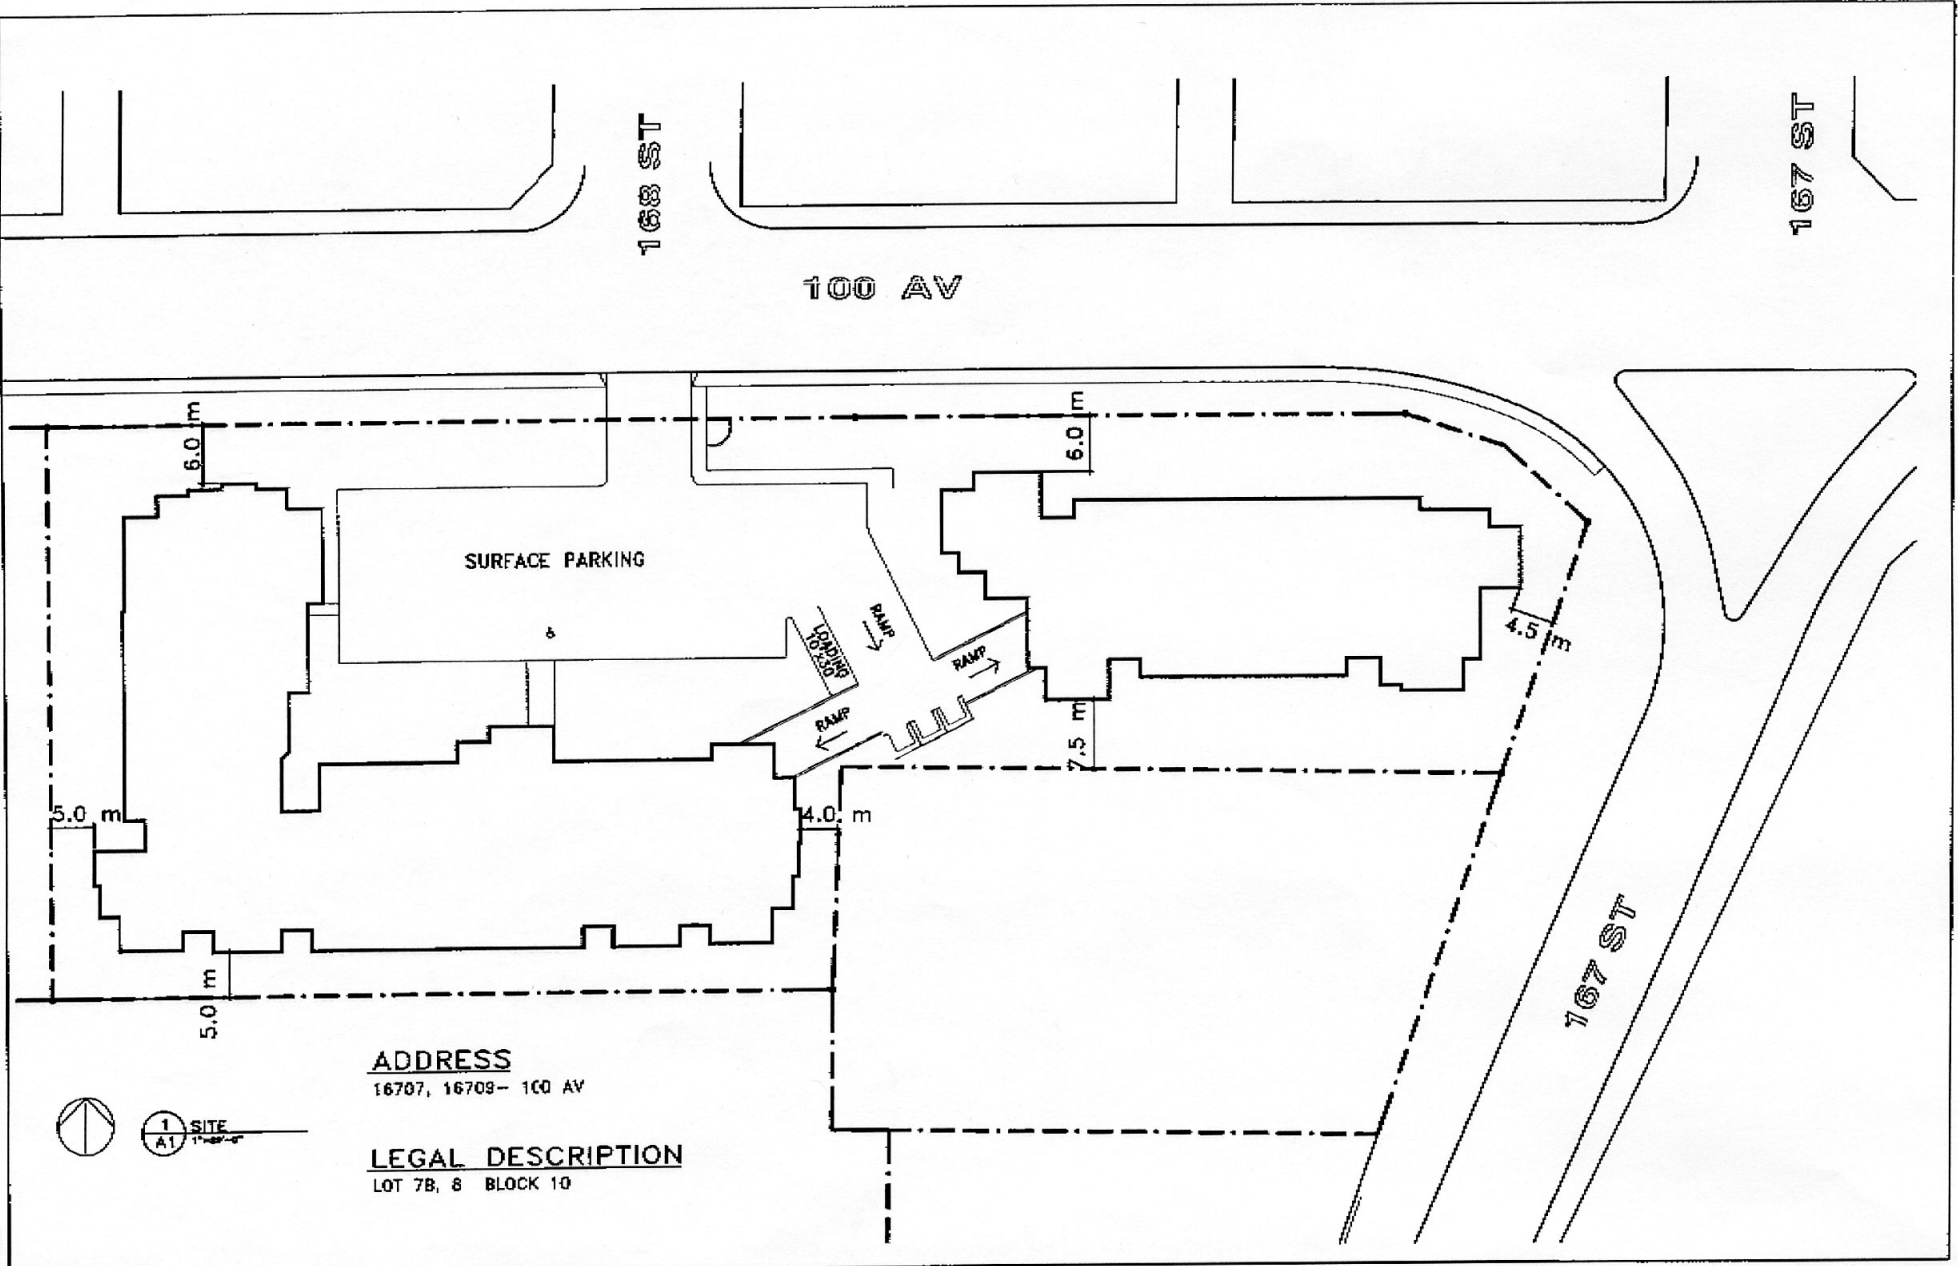 168 ST
167 ST
100 AV
6.0 m
6.0 m
SURFACE PARKING
RAMP
LOADING
10'X30'
4.5 m
RAMP
RAMP
7.5 m
5.0 m
4.0 m
167 ST
5.0 m
ADDRESS
16707, 16709- 100 AV
1
A1
SITE
LEGAL DESCRIPTION
LOT 7B, 8 BLOCK 10